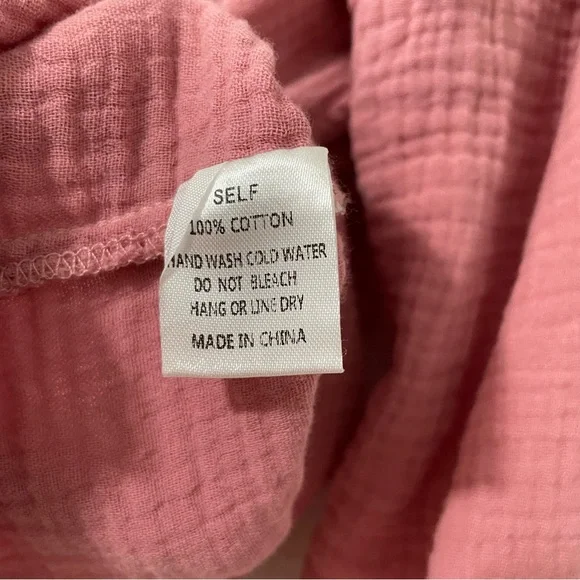 SELF
100% COTTON
HAND WASH COLD WATER
DO NOT BLEACH
HANG OR LINE DRY
MADE IN CHINA